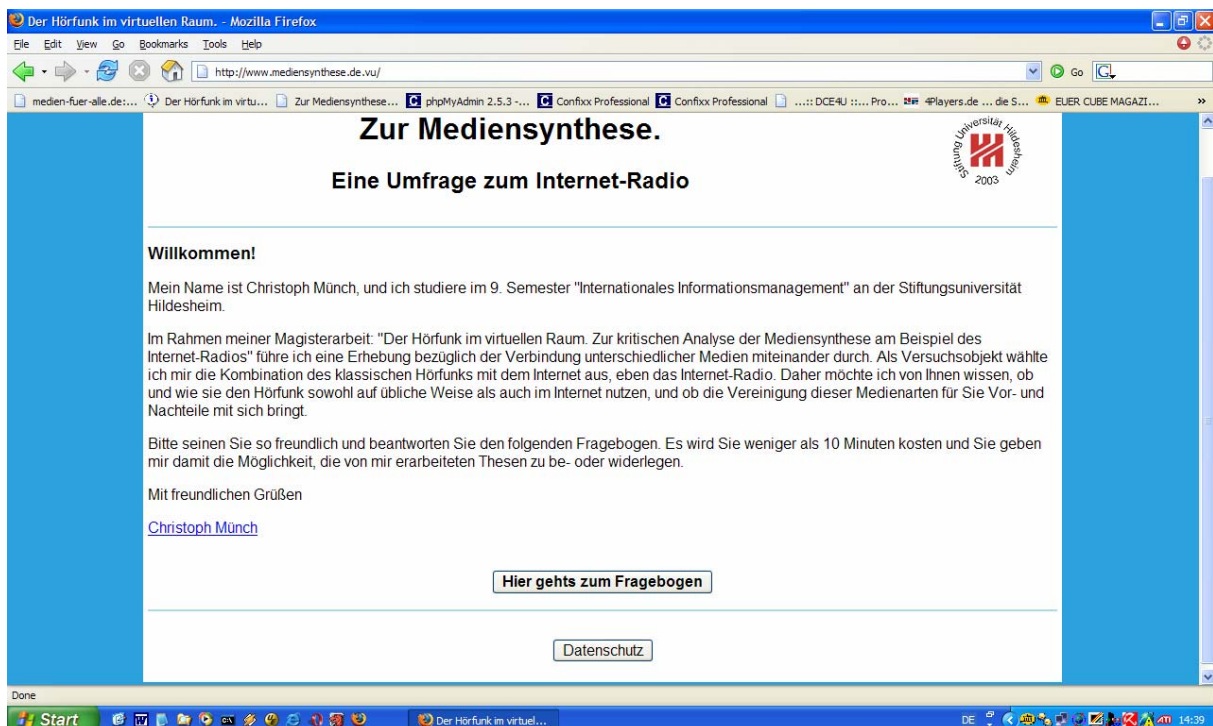 Der Hörfunk im virtuellen Raum. - Mozilla Firefox
File Edit View Go Bookmarks Tools Help
http://www.mediensynthese.de.vu/
Go
medien-fuer-alle.de:... Der Hörfunk im virtu... Zur Mediensynthese... phpMyAdmin 2.5.3 -... Confixx Professional Confixx Professional ...:: DCE4U ::... Pro... 4Players.de ... die S... EUER CUBE MAGAZI...
Zur Mediensynthese.
Stiftung Universität Hildesheim
2003
Eine Umfrage zum Internet-Radio
Willkommen!
Mein Name ist Christoph Münch, und ich studiere im 9. Semester "Internationales Informationsmanagement" an der Stiftungsuniversität
Hildesheim.
Im Rahmen meiner Magisterarbeit: "Der Hörfunk im virtuellen Raum. Zur kritischen Analyse der Mediensynthese am Beispiel des
Internet-Radios" führe ich eine Erhebung bezüglich der Verbindung unterschiedlicher Medien miteinander durch. Als Versuchsobjekt wählte
ich mir die Kombination des klassischen Hörfunks mit dem Internet aus, eben das Internet-Radio. Daher möchte ich von Ihnen wissen, ob
und wie sie den Hörfunk sowohl auf übliche Weise als auch im Internet nutzen, und ob die Vereinigung dieser Medienarten für Sie Vor- und
Nachteile mit sich bringt.
Bitte seinen Sie so freundlich und beantworten Sie den folgenden Fragebogen. Es wird Sie weniger als 10 Minuten kosten und Sie geben
mir damit die Möglichkeit, die von mir erarbeiteten Thesen zu be- oder widerlegen.
Mit freundlichen Grüßen
Christoph Münch
Hier gehts zum Fragebogen
Datenschutz
Done
Start Der Hörfunk im virtuel... DE 14:39